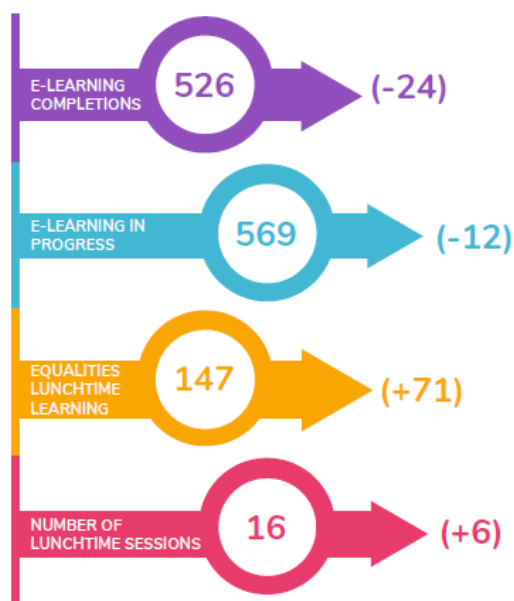 E-LEARNING
COMPLETIONS
526
(-24)
E-LEARNING IN
PROGRESS
569
(-12)
EQUALITIES
LUNCHTIME
LEARNING
147
(+71)
NUMBER OF
LUNCHTIME SESSIONS
16
(+6)